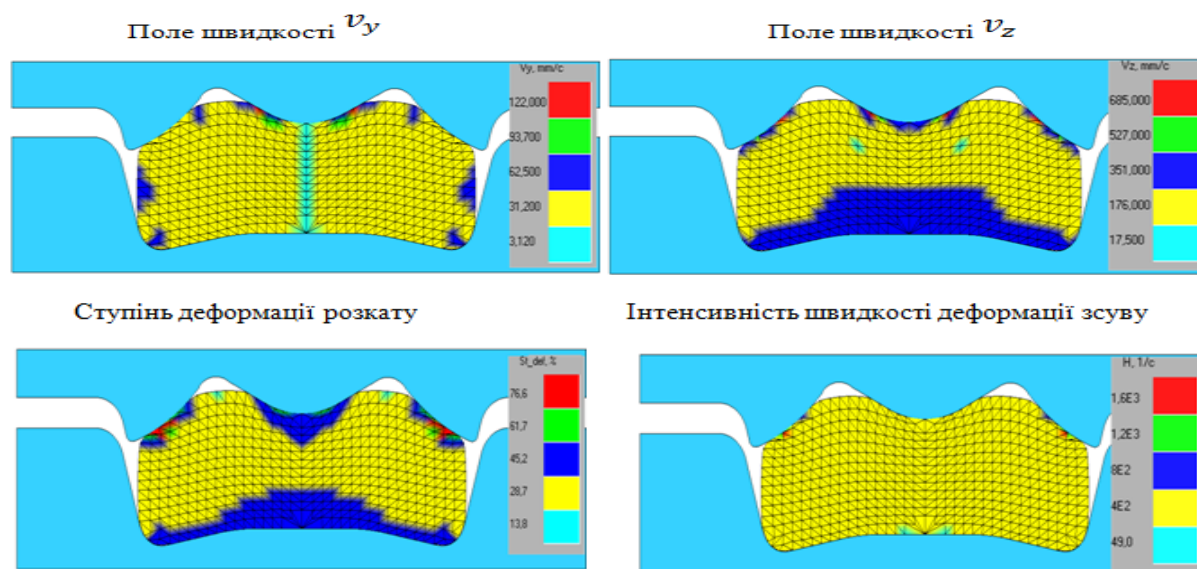 Поле швидкості vy
Поле швидкості vz
Vy, mm/c
122,000
93,700
62,500
31,200
3,120
Vz, mm/c
685,000
527,000
351,000
176,000
17,500
Ступінь деформації розкату
Інтенсивність швидкості деформації зсуву
St_def, %
76,6
61,7
45,2
28,7
13,8
H, 1/c
1,6E3
1,2E3
8E2
4E2
49,0